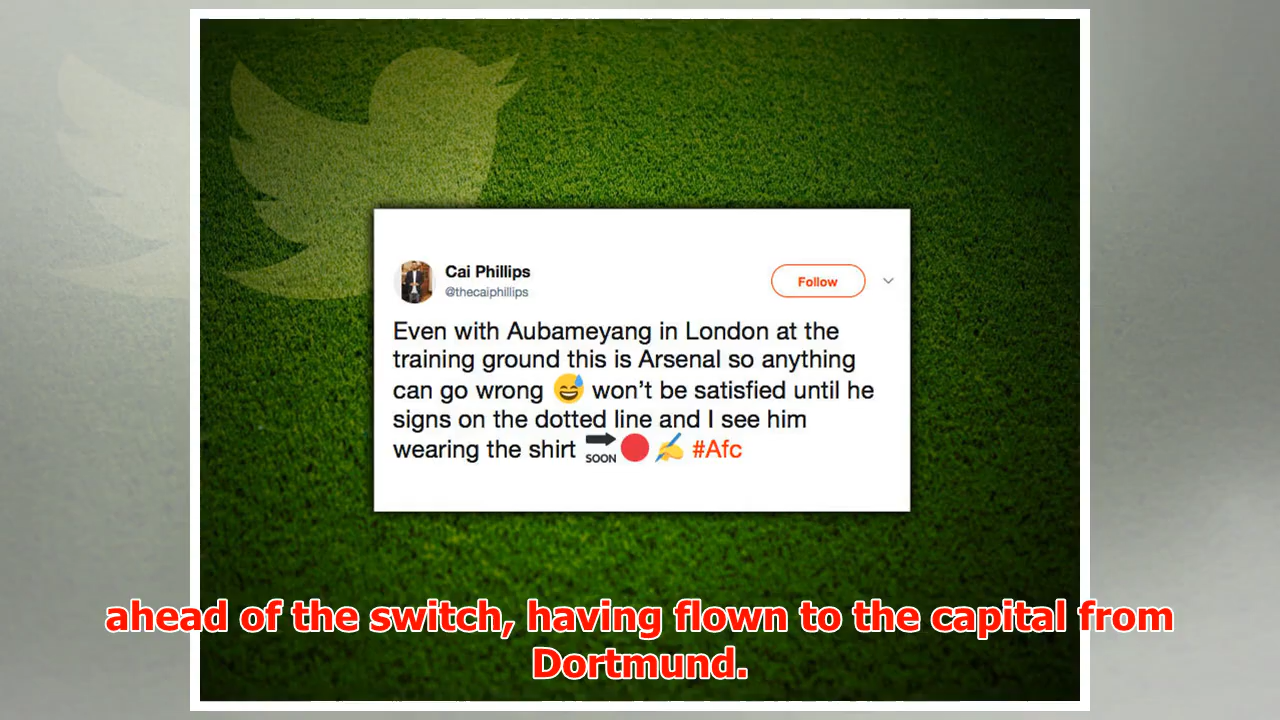 Cai Phillips
@thecaiphillips
Follow
Even with Aubameyang in London at the
training ground this is Arsenal so anything
can go wrong 😅 won't be satisfied until he
signs on the dotted line and I see him
wearing the shirt 🔜🔴✍️ #Afc
ahead of the switch, having flown to the capital from
Dortmund.